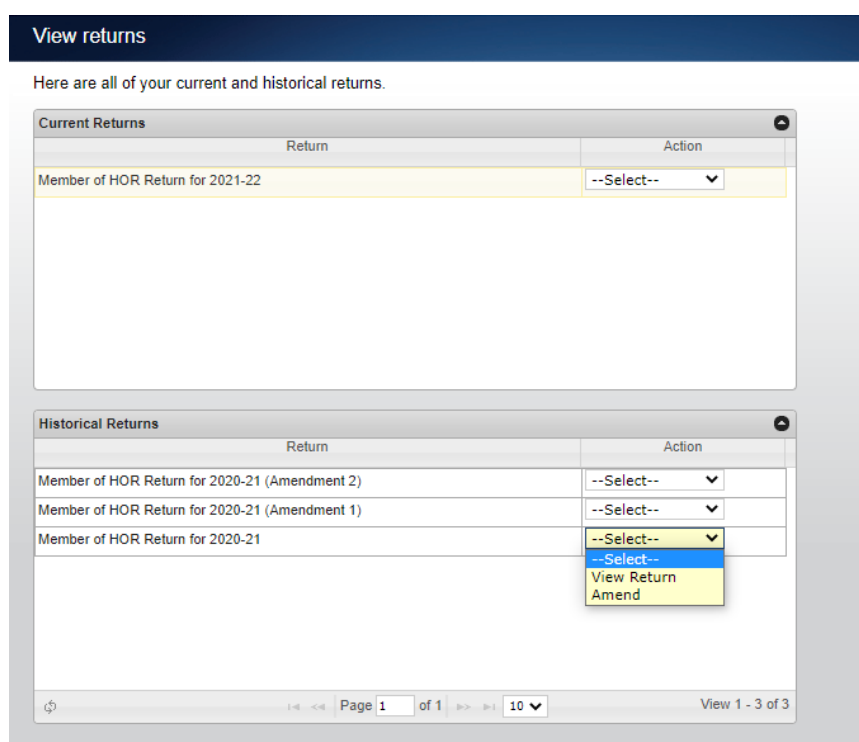 View returns
Here are all of your current and historical returns.
Current Returns
Return Action
Member of HOR Return for 2021-22 --Select--
Historical Returns
Return Action
Member of HOR Return for 2020-21 (Amendment 2) --Select--
Member of HOR Return for 2020-21 (Amendment 1) --Select--
Member of HOR Return for 2020-21 --Select--
--Select--
View Return
Amend
Page 1 of 1 10 View 1 - 3 of 3